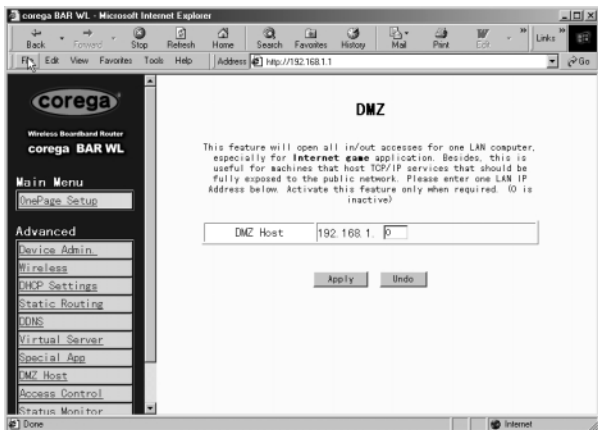 corega BAR WL - Microsoft Internet Explorer
Back Forward Stop Refresh Home Search Favorites History Mail Print Edit Links
File Edit View Favorites Tools Help Address http://192.168.1.1 Go
corega
Wireless Boardband Router
corega BAR WL
Main Menu
OnePage Setup
Advanced
Device Admin.
Wireless
DHCP Settings
Static Routing
DDNS
Virtual Server
Special App
DMZ Host
Access Control
Status Monitor
DMZ
This feature will open all in/out accesses for one LAN computer,
especially for Internet game application. Besides, this is
useful for machines that host TCP/IP services that should be
fully exposed to the public network. Please enter one LAN IP
Address below. Activate this feature only when required. (0 is
inactive)
DMZ Host 192.168.1. 0
Apply Undo
Done Internet